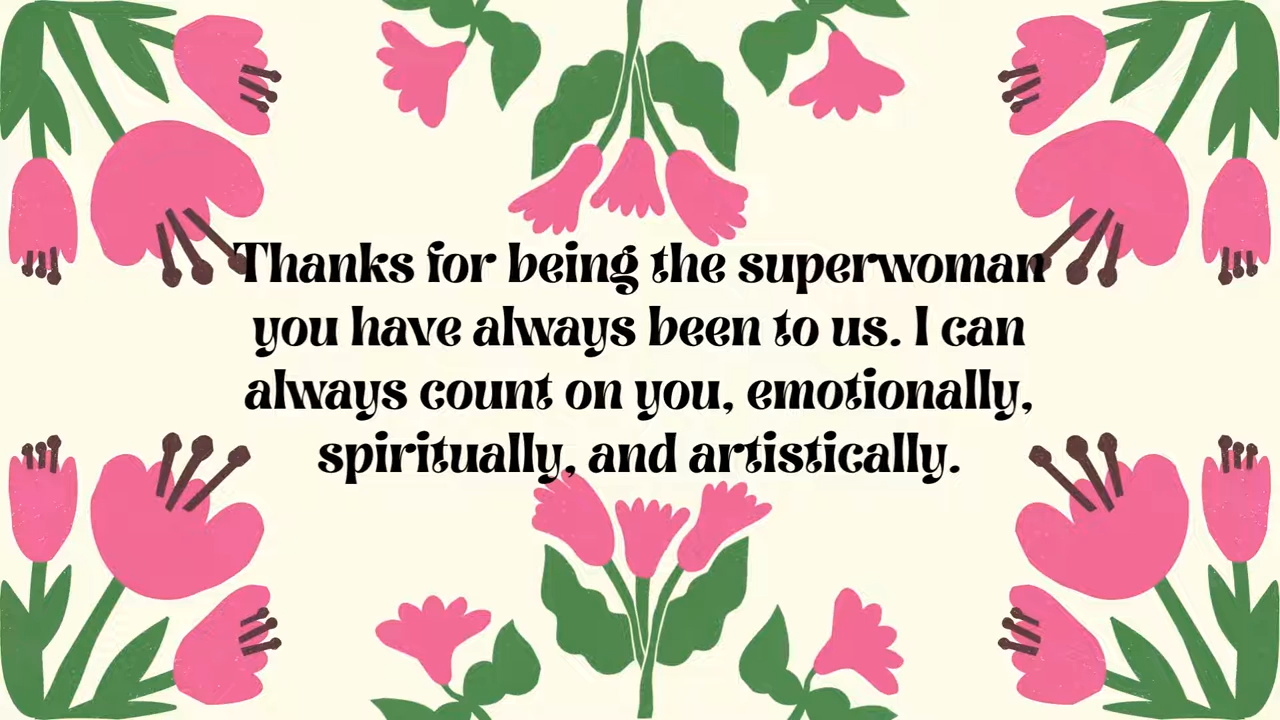 Thanks for being the superwoman
you have always been to us. I can
always count on you, emotionally,
spiritually, and artistically.